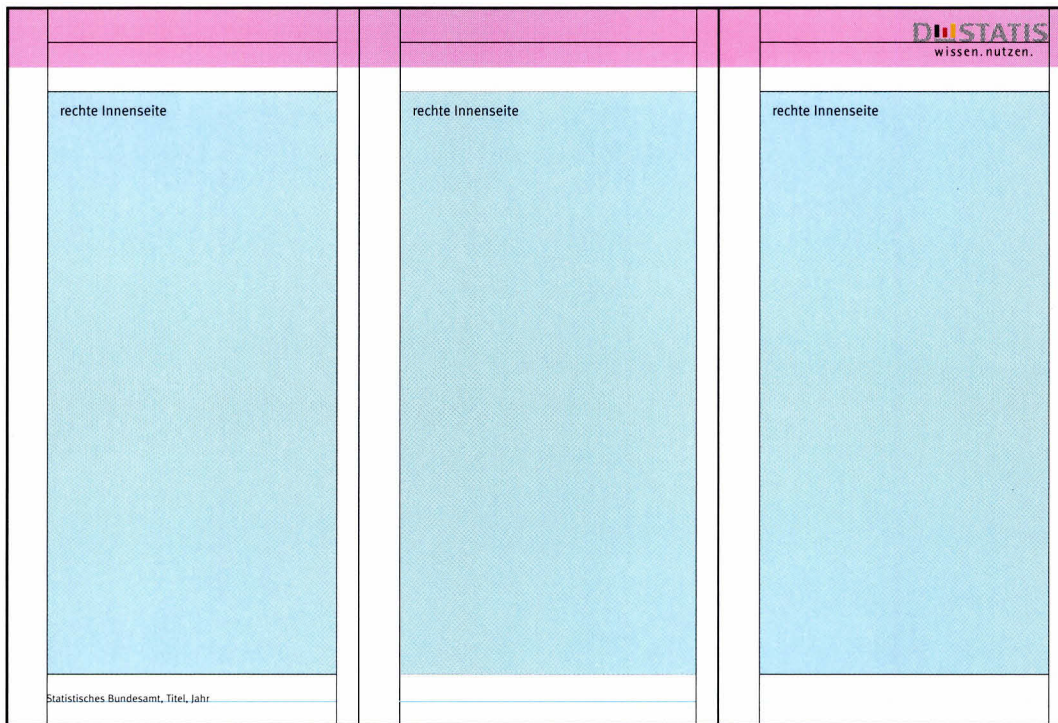 DESTATIS
wissen.nutzen.
rechte Innenseite
rechte Innenseite
rechte Innenseite
Statistisches Bundesamt, Titel, Jahr